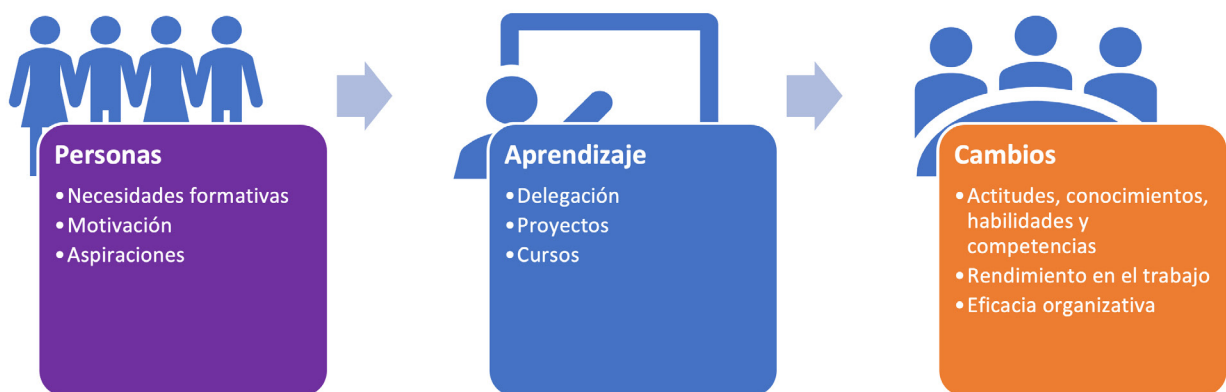 Personas
• Necesidades formativas
• Motivación
• Aspiraciones
Aprendizaje
• Delegación
• Proyectos
• Cursos
Cambios
• Actitudes, conocimientos,
habilidades y
competencias
• Rendimiento en el trabajo
• Eficacia organizativa